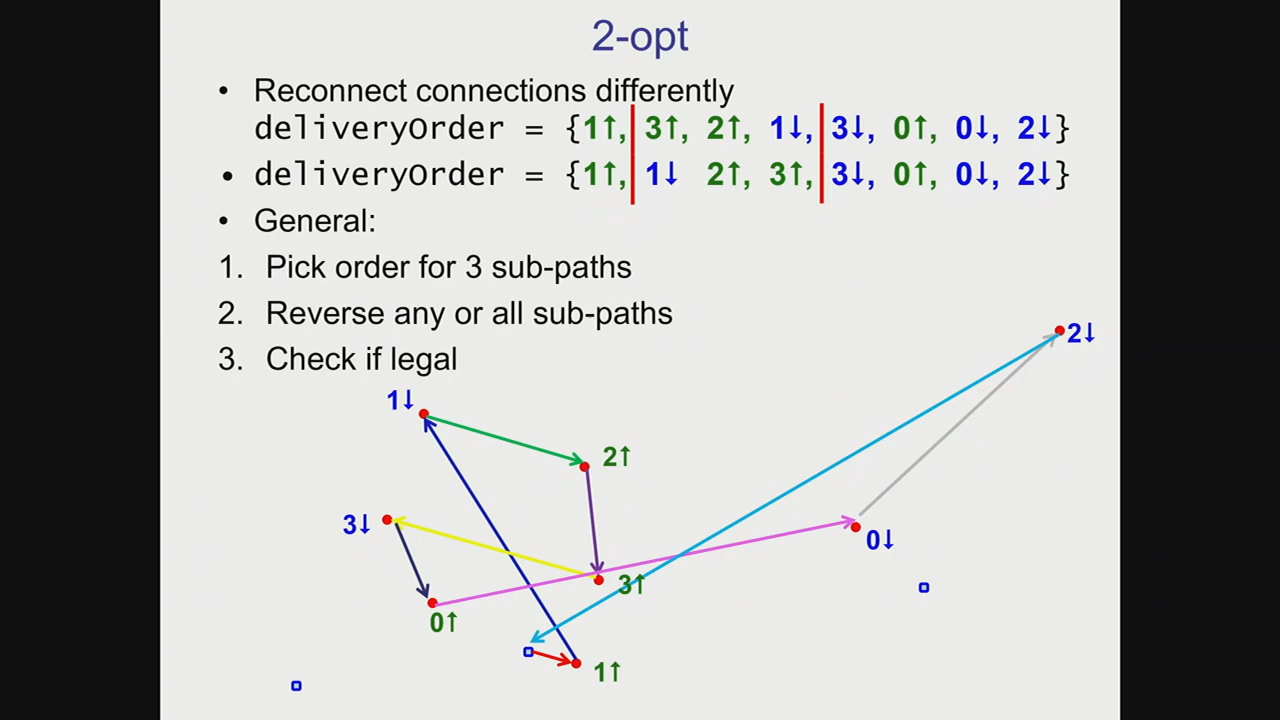 2-opt
• Reconnect connections differently
deliveryOrder = {1↑, 3↑, 2↑, 1↓, 3↓, 0↑, 0↓, 2↓}
• deliveryOrder = {1↑, 1↓ 2↑, 3↑, 3↓, 0↑, 0↓, 2↓}
• General:
1. Pick order for 3 sub-paths
2. Reverse any or all sub-paths
3. Check if legal
2↓
1↓
2↑
3↓
0↓
3↑
0↑
1↑